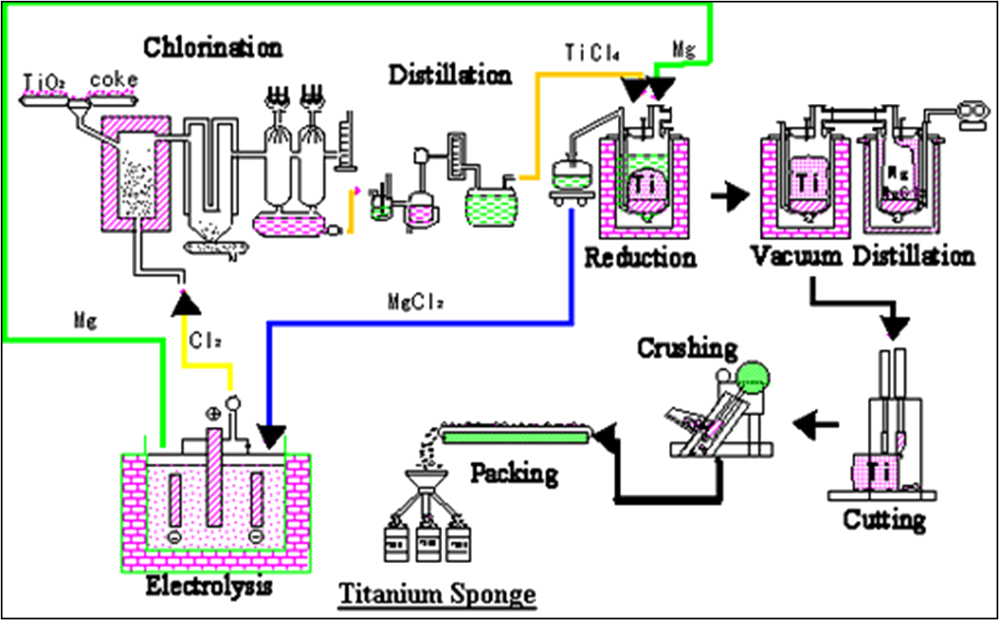 Chlorination
TiO₂ coke
Distillation
TiCl₄
Mg
Ti
Reduction
Ti
Mg
Vacuum Distillation
MgCl₂
Mg
Cl₂
⊕
⊖ ⊖
Electrolysis
Crushing
Ti
Cutting
Packing
Titanium Sponge